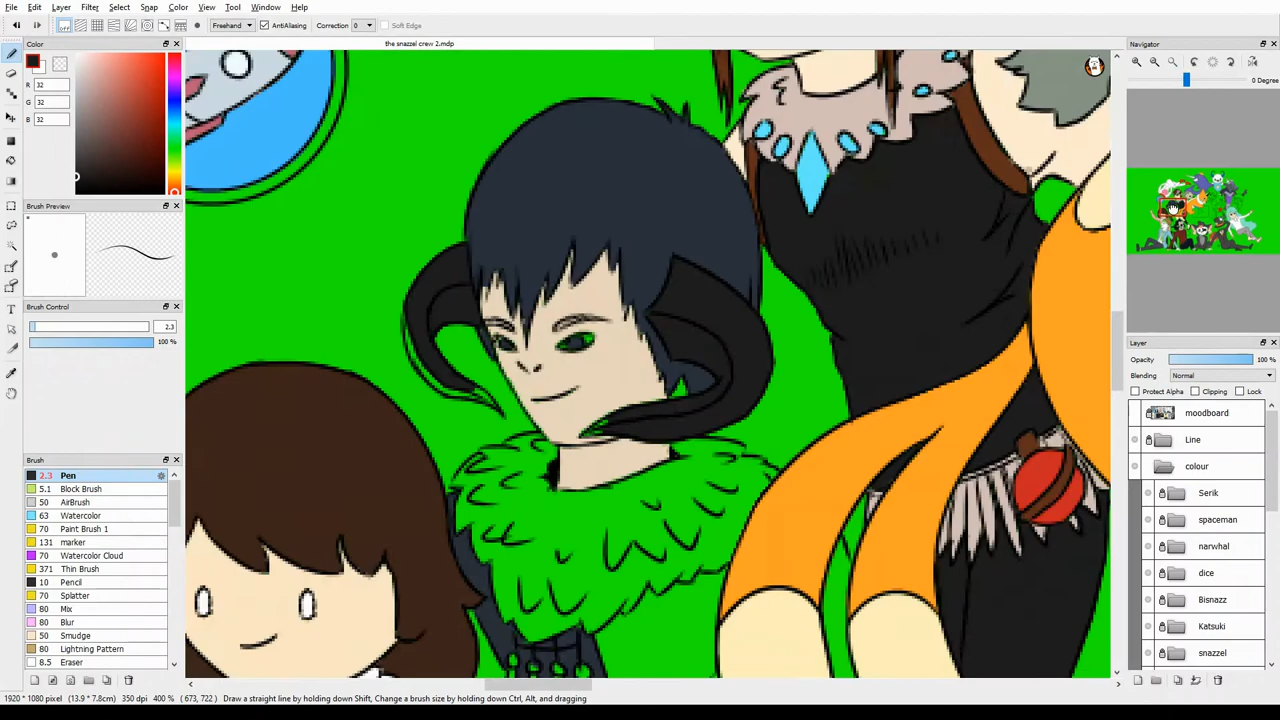 File Edit Layer Filter Select Snap Color View Tool Window Help
off Freehand AntiAliasing Correction 0 Soft Edge
Color
the snazzel crew 2.mdp
Navigator
R 32
G 32
B 32
0 Degree
Brush Preview
Brush Control
2.3
100 %
Layer
Opacity 100 %
Blending Normal
Protect Alpha Clipping Lock
moodboard
Line
colour
Serik
spaceman
narwhal
dice
Bisnazz
Katsuki
snazzel
Brush
2.3 Pen
5.1 Block Brush
50 AirBrush
63 Watercolor
70 Paint Brush 1
131 marker
70 Watercolor Cloud
371 Thin Brush
10 Pencil
70 Splatter
80 Mix
80 Blur
50 Smudge
80 Lightning Pattern
8.5 Eraser
1920 * 1080 pixel (13.9 * 7.8cm) 350 dpi 400 % ( 673, 722 ) Draw a straight line by holding down Shift, Change a brush size by holding down Ctrl, Alt, and dragging